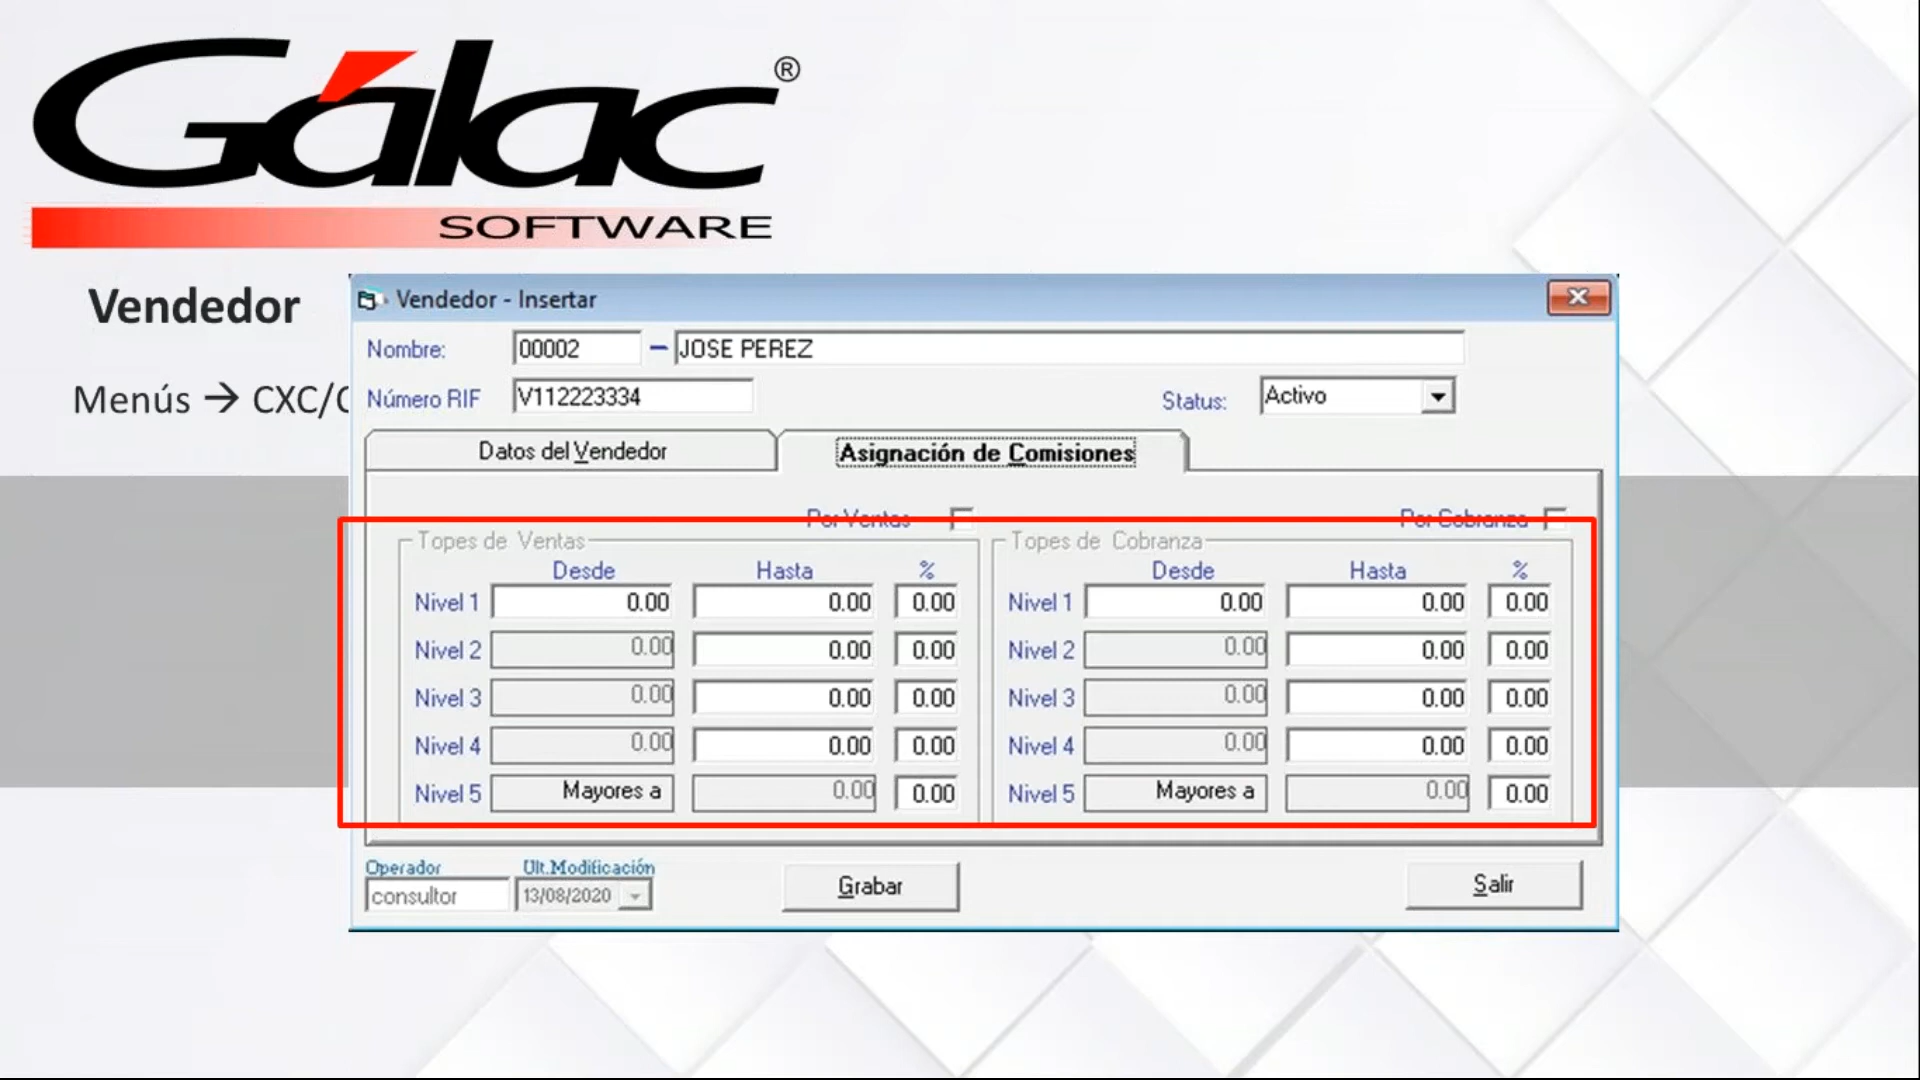 Gálac ®
SOFTWARE
Vendedor
Menús → CXC/
Vendedor - Insertar
Nombre: 00002 – JOSE PEREZ
Número RIF V112223334 Status: Activo
Datos del Vendedor Asignación de Comisiones
Por Ventas Por Cobranza
Topes de Ventas Topes de Cobranza
Desde Hasta % Desde Hasta %
Nivel 1 0.00 0.00 0.00 Nivel 1 0.00 0.00 0.00
Nivel 2 0.00 0.00 0.00 Nivel 2 0.00 0.00 0.00
Nivel 3 0.00 0.00 0.00 Nivel 3 0.00 0.00 0.00
Nivel 4 0.00 0.00 0.00 Nivel 4 0.00 0.00 0.00
Nivel 5 Mayores a 0.00 0.00 Nivel 5 Mayores a 0.00 0.00
Operador Ult.Modificación
consultor 13/08/2020 Grabar Salir